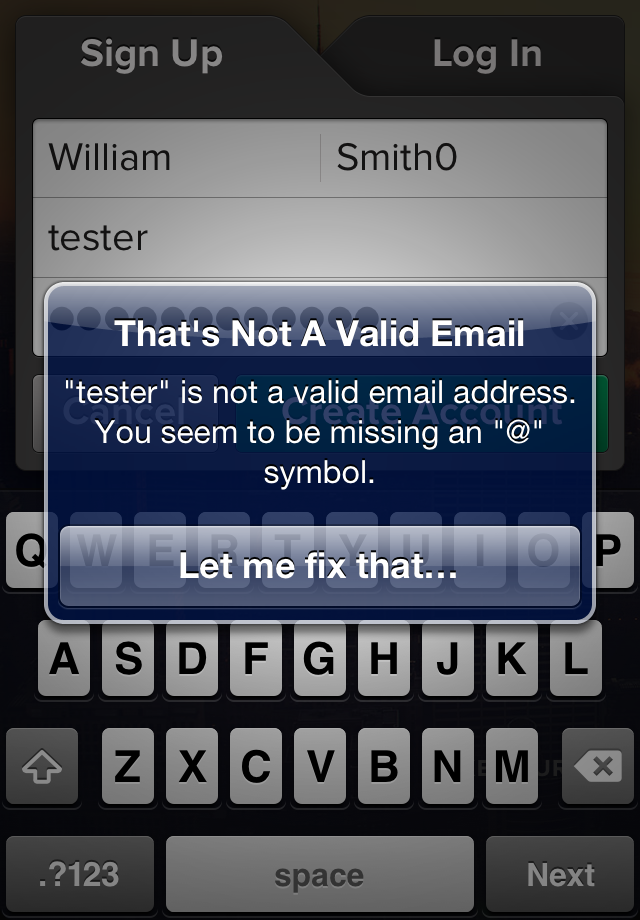 Sign Up Log In
William Smith0
tester
That's Not A Valid Email
"tester" is not a valid email address.
You seem to be missing an "@"
symbol.
Cancel Create Account
Let me fix that...
Q W E R T Y U I O P
A S D F G H J K L
Z X C V B N M
.?123 space Next